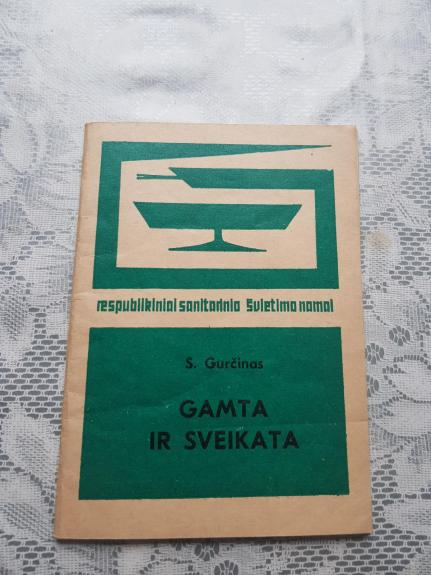 respublikiniai sanitarinio švietimo namai
S. Gurčinas
GAMTA
IR SVEIKATA